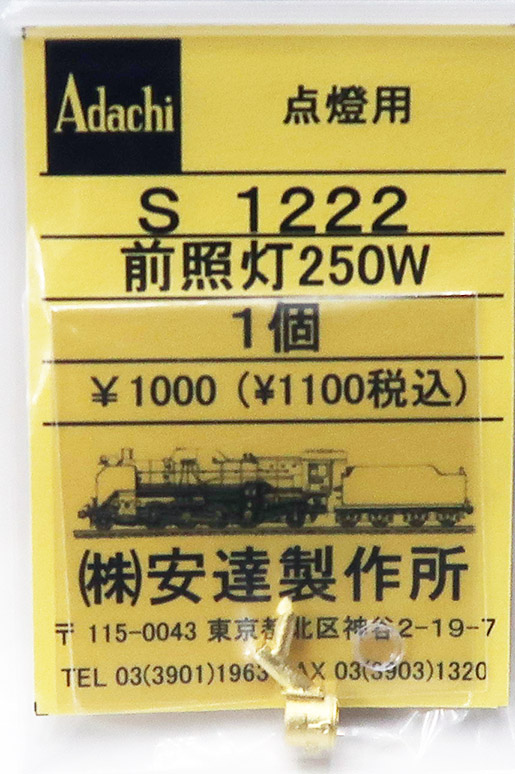 Adachi
点燈用
S 1222
前照灯250W
1個
￥1000（¥1100税込）
㈱安達製作所
〒 115-0043 東京都北区神谷2-19-7
TEL 03(3901)1963 FAX 03(3903)1320